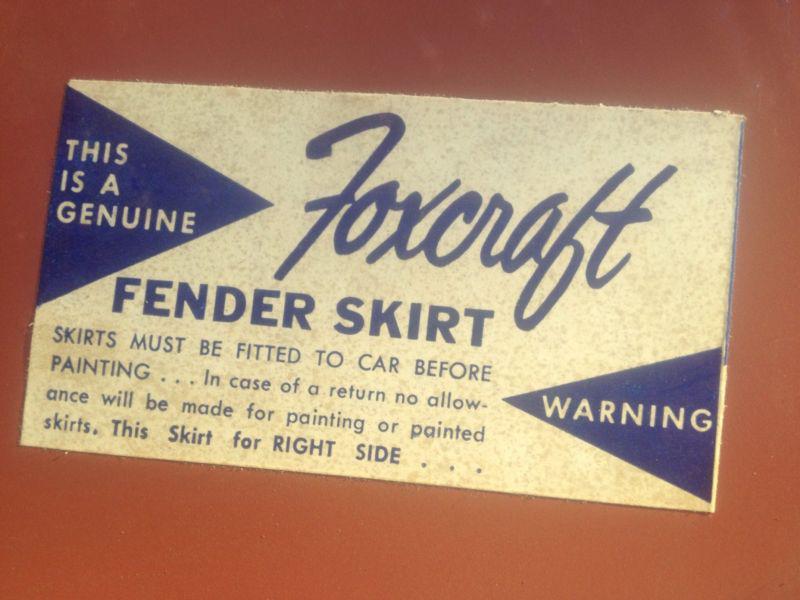 THIS
IS A
GENUINE
Foxcraft
FENDER SKIRT
SKIRTS MUST BE FITTED TO CAR BEFORE
PAINTING . . . In case of a return no allow-
ance will be made for painting or painted
skirts. This Skirt for RIGHT SIDE . . .
WARNING